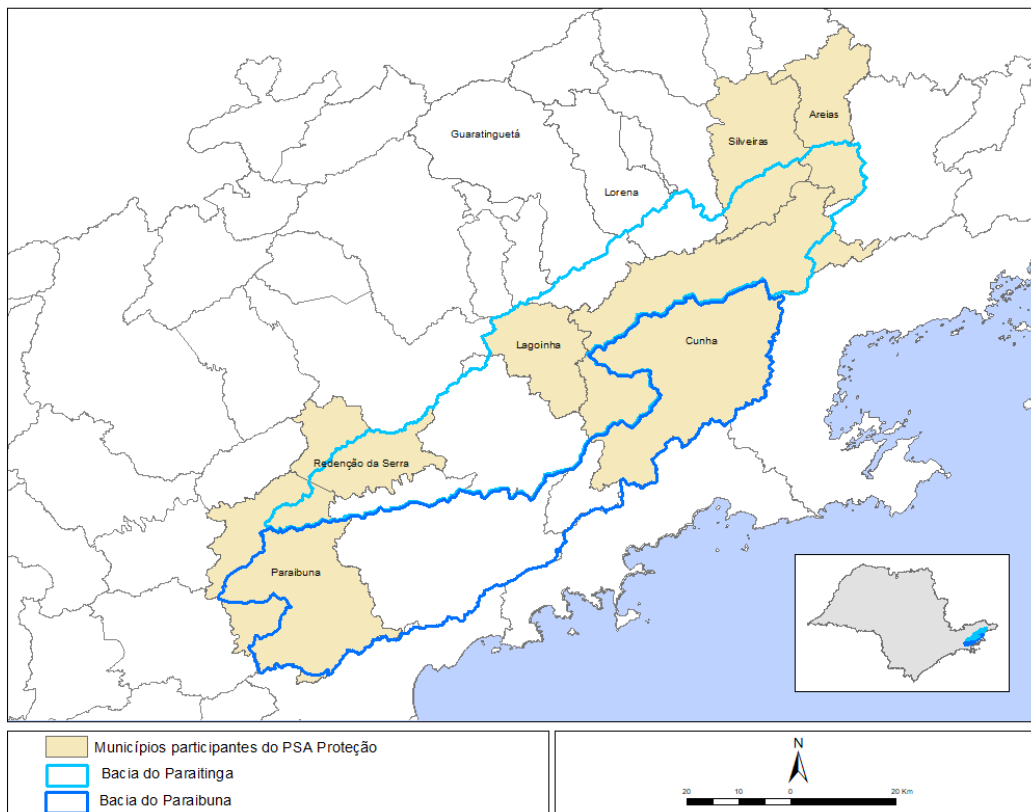 Areias
Silveiras
Guaratinguetá
Lorena
Cunha
Lagoinha
Redenção da Serra
Paraibuna
Municípios participantes do PSA Proteção
Bacia do Paraitinga
Bacia do Paraibuna
N
20 10 0 20 Km